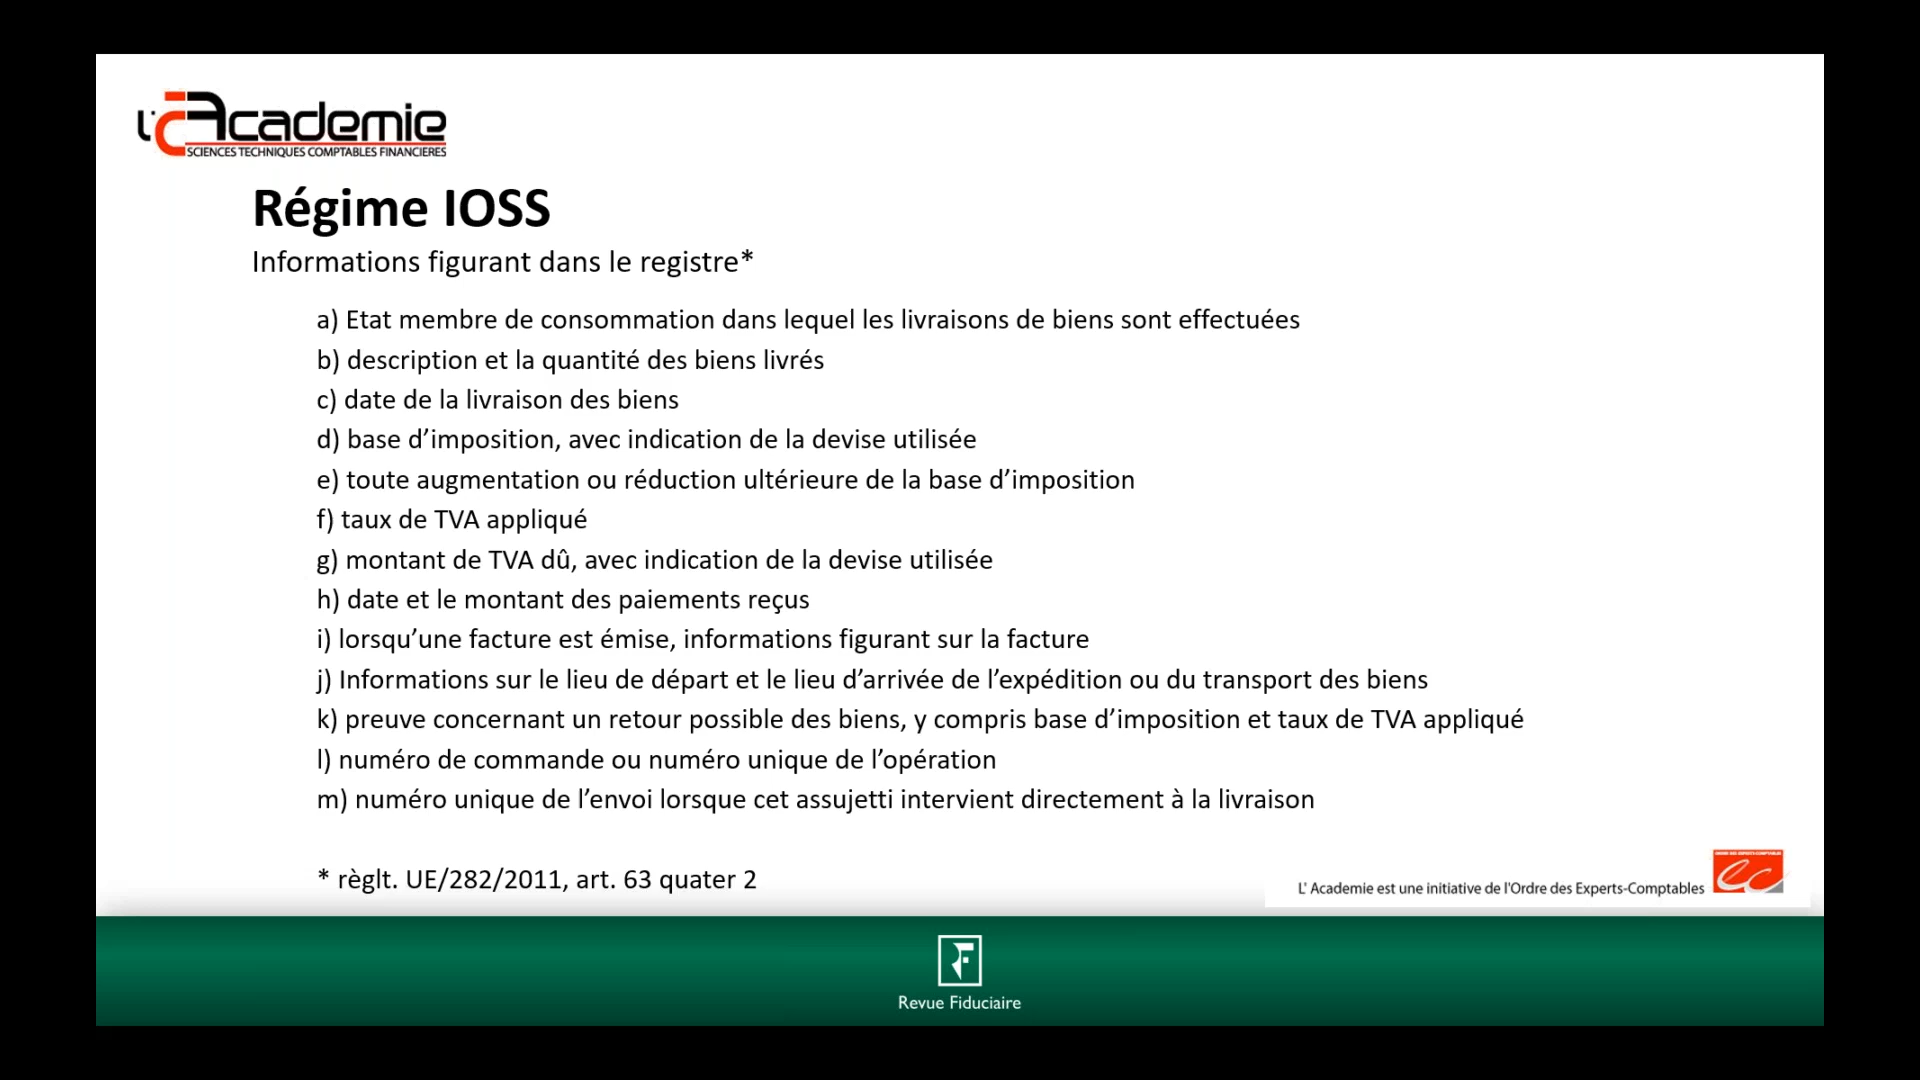 L'Academie
SCIENCES TECHNIQUES COMPTABLES FINANCIERES
Régime IOSS
Informations figurant dans le registre*
a) Etat membre de consommation dans lequel les livraisons de biens sont effectuées
b) description et la quantité des biens livrés
c) date de la livraison des biens
d) base d’imposition, avec indication de la devise utilisée
e) toute augmentation ou réduction ultérieure de la base d’imposition
f) taux de TVA appliqué
g) montant de TVA dû, avec indication de la devise utilisée
h) date et le montant des paiements reçus
i) lorsqu’une facture est émise, informations figurant sur la facture
j) Informations sur le lieu de départ et le lieu d’arrivée de l’expédition ou du transport des biens
k) preuve concernant un retour possible des biens, y compris base d’imposition et taux de TVA appliqué
l) numéro de commande ou numéro unique de l’opération
m) numéro unique de l’envoi lorsque cet assujetti intervient directement à la livraison
* règlt. UE/282/2011, art. 63 quater 2
L' Academie est une initiative de l'Ordre des Experts-Comptables
ORDRE DES EXPERTS-COMPTABLES
ec
RF
Revue Fiduciaire